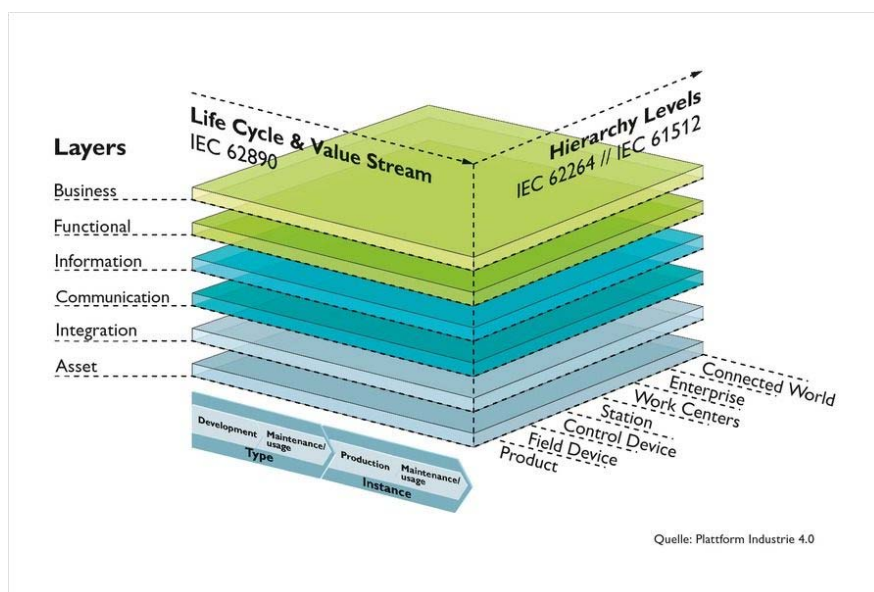 Life Cycle & Value Stream
IEC 62890
Hierarchy Levels
IEC 62264 // IEC 61512
Layers
Business
Functional
Information
Communication
Integration
Asset
Development
Maintenance/
usage
Type
Production
Maintenance/
usage
Instance
Connected World
Enterprise
Work Centers
Station
Control Device
Field Device
Product
Quelle: Plattform Industrie 4.0